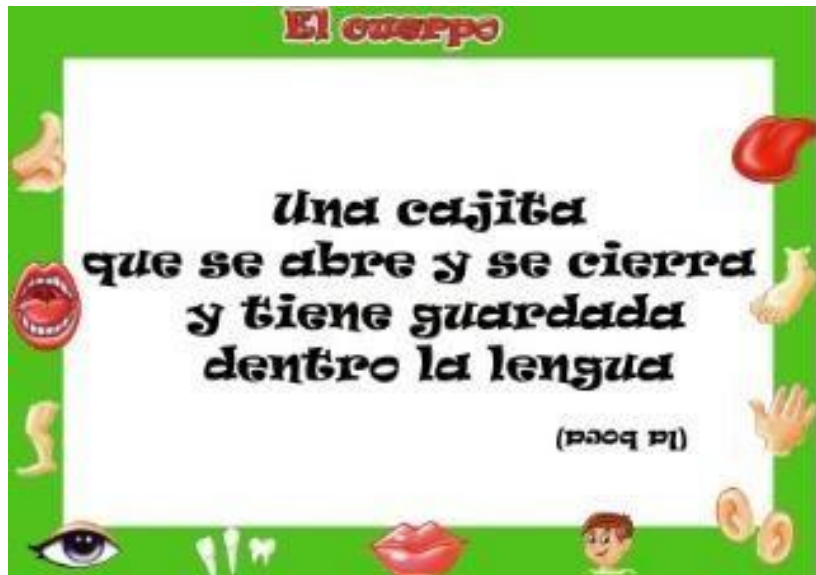 El cuerpo
Una cajita
que se abre y se cierra
y tiene guardada
dentro la lengua
(la boca)